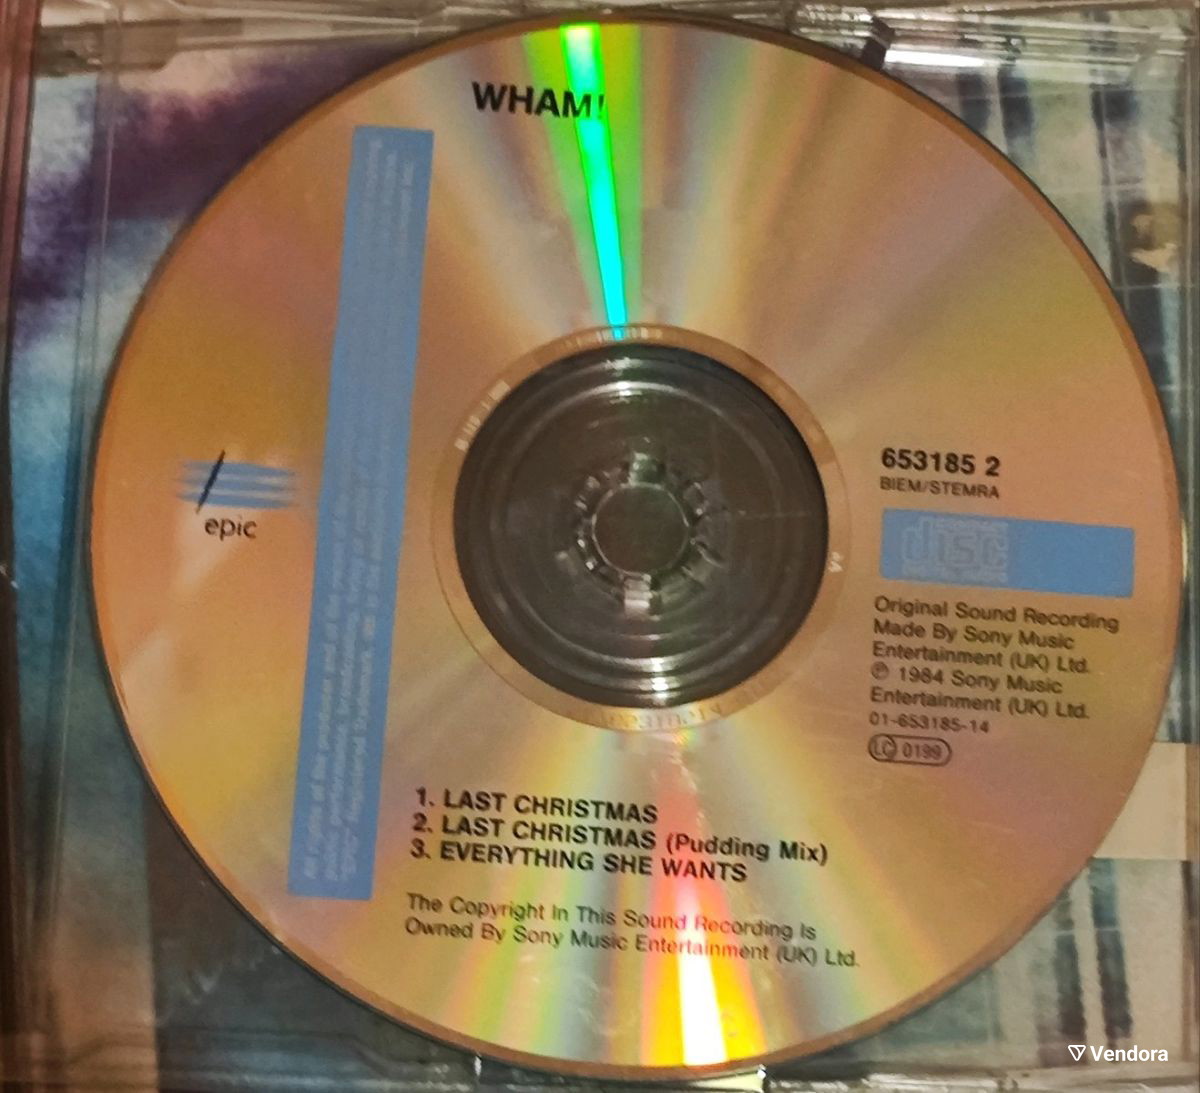 WHAM!
epic
653185 2
BIEM/STEMRA
COMPACT
disc
Original Sound Recording
Made By Sony Music
Entertainment (UK) Ltd.
℗ 1984 Sony Music
Entertainment (UK) Ltd.
01-653185-14
LC 0199
1. LAST CHRISTMAS
2. LAST CHRISTMAS (Pudding Mix)
3. EVERYTHING SHE WANTS
The Copyright In This Sound Recording Is
Owned By Sony Music Entertainment (UK) Ltd.
Vendora